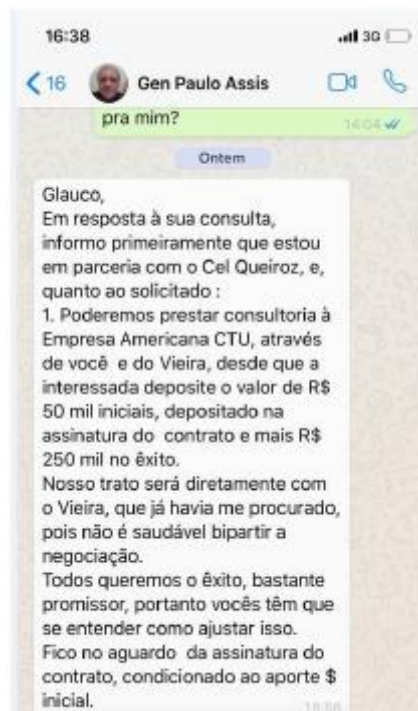 16:38
3G
16
Gen Paulo Assis
pra mim?
14:04
Ontem
Glauco,
Em resposta à sua consulta,
informo primeiramente que estou
em parceria com o Cel Queiroz, e,
quanto ao solicitado :
1. Poderemos prestar consultoria à
Empresa Americana CTU, através
de você e do Vieira, desde que a
interessada deposite o valor de R$
50 mil iniciais, depositado na
assinatura do contrato e mais R$
250 mil no êxito.
Nosso trato será diretamente com
o Vieira, que já havia me procurado,
pois não é saudável bipartir a
negociação.
Todos queremos o êxito, bastante
promissor, portanto vocês têm que
se entender como ajustar isso.
Fico no aguardo da assinatura do
contrato, condicionado ao aporte $
inicial.